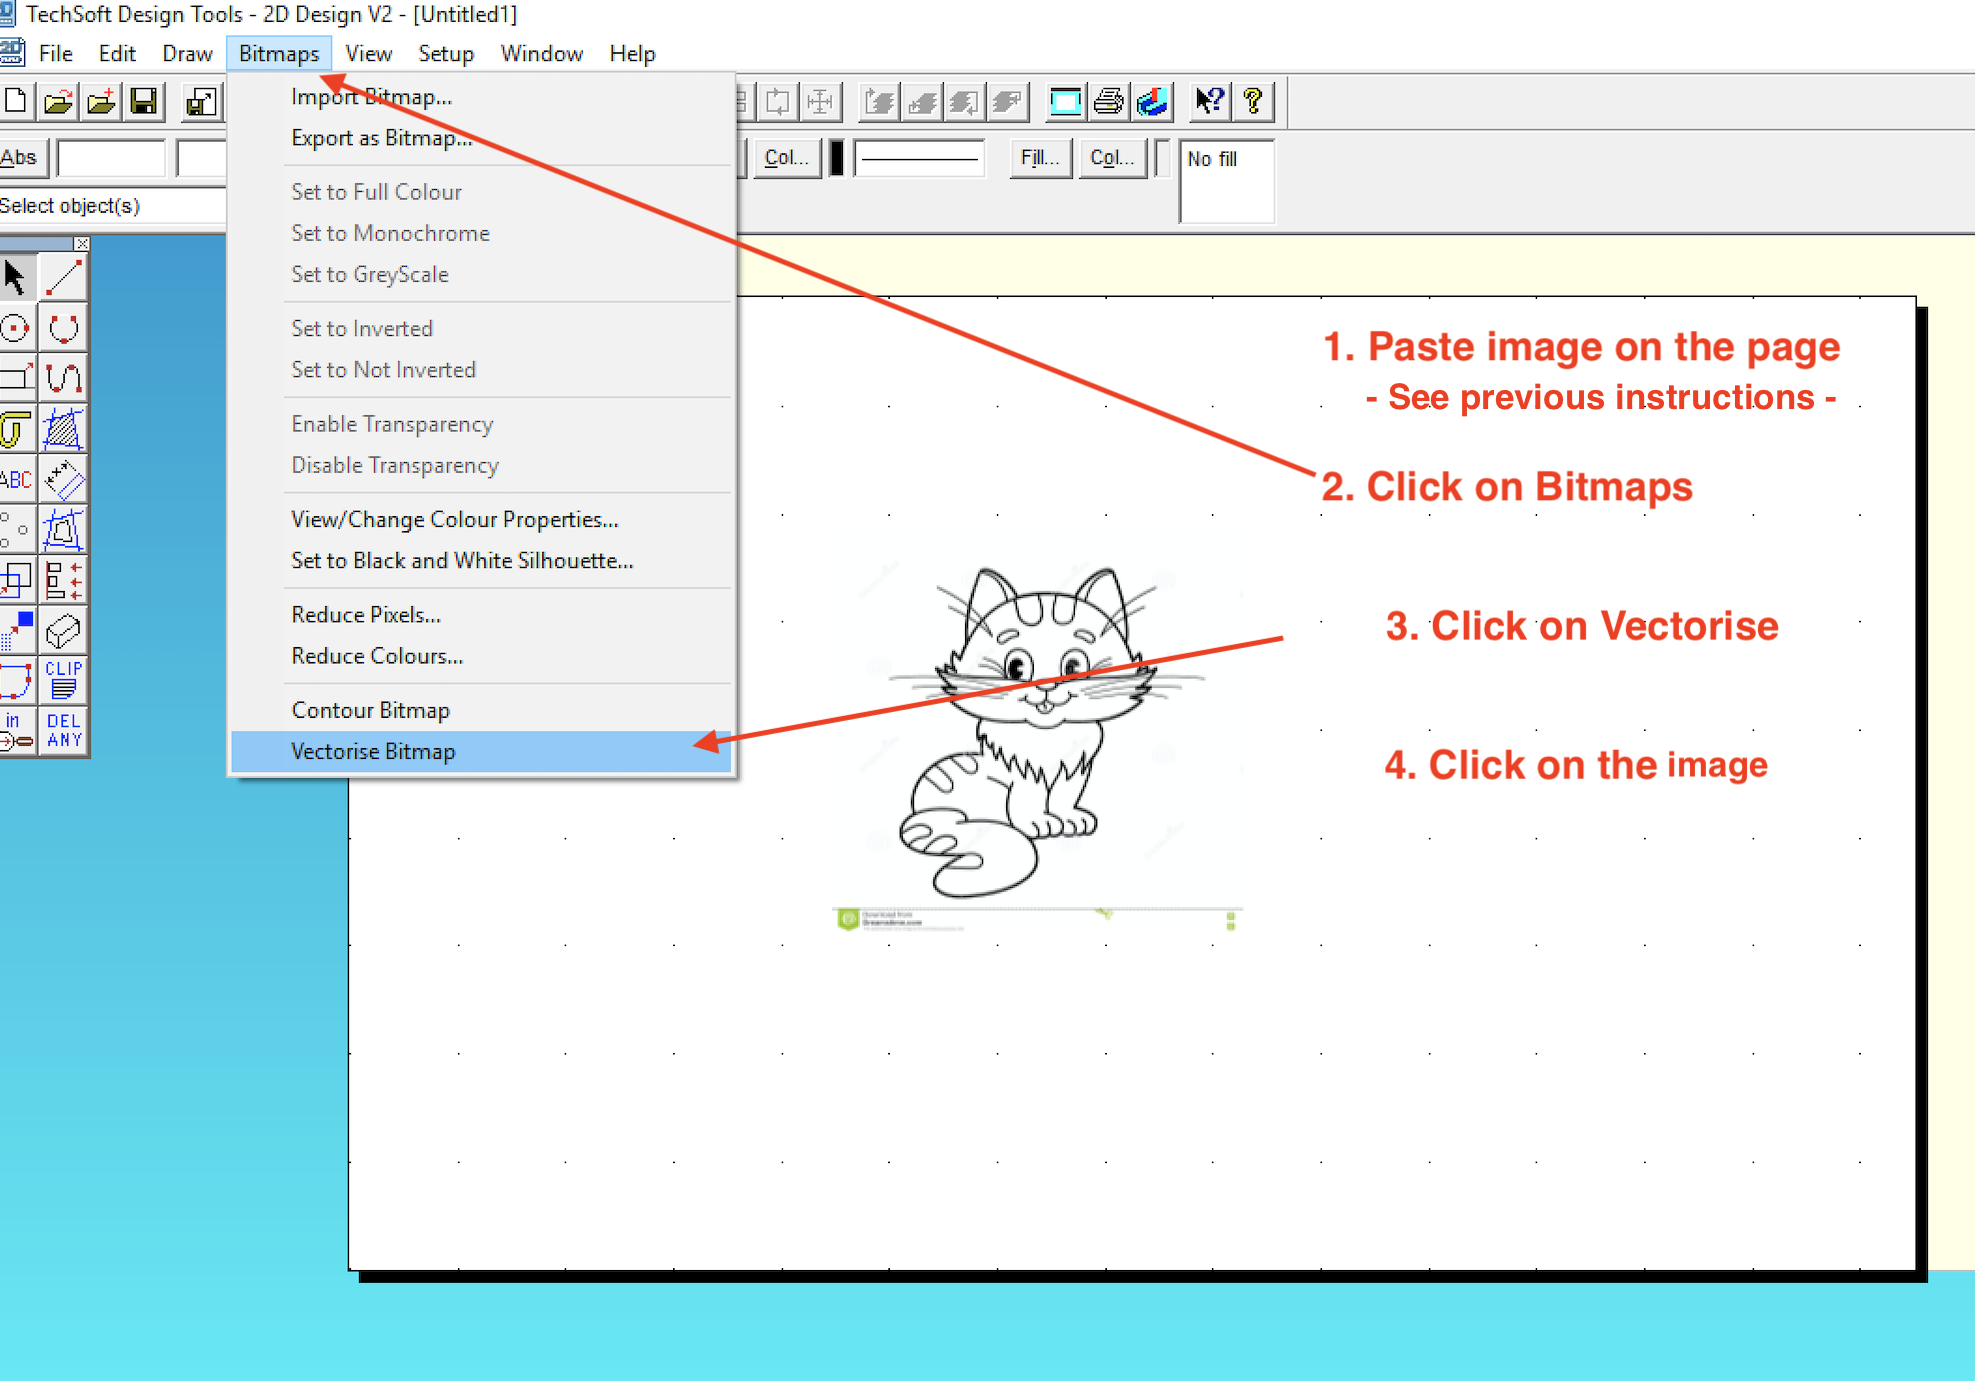 TechSoft Design Tools - 2D Design V2 - [Untitled1]
File Edit Draw Bitmaps View Setup Window Help
Import Bitmap...
Export as Bitmap...
Set to Full Colour
Set to Monochrome
Set to GreyScale
Set to Inverted
Set to Not Inverted
Enable Transparency
Disable Transparency
View/Change Colour Properties...
Set to Black and White Silhouette...
Reduce Pixels...
Reduce Colours...
Contour Bitmap
Vectorise Bitmap
Abs
Col...
Fill...
Col...
No fill
Select object(s)
ABC
CLIP
in
DEL
ANY
1. Paste image on the page
- See previous instructions -
2. Click on Bitmaps
3. Click on Vectorise
4. Click on the image
Download from
Dreamstime.com